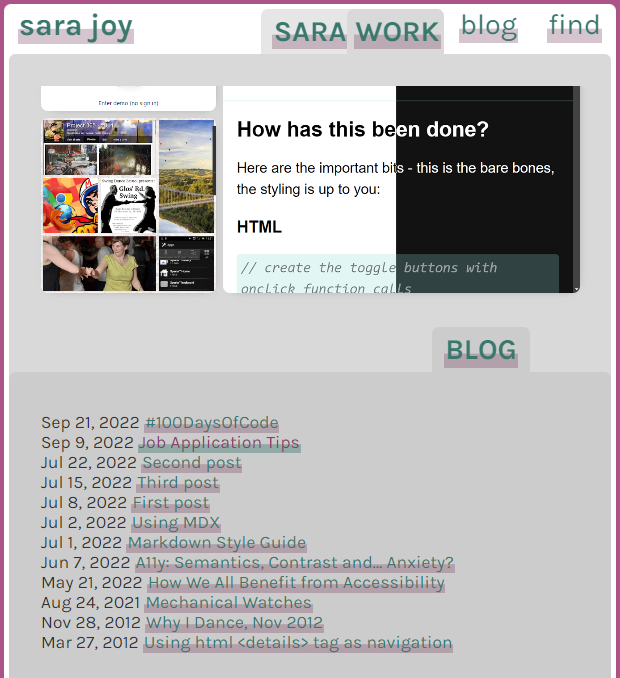 sara joy
SARA WORK blog find
Enter demo (no sign in)
How has this been done?
Here are the important bits - this is the bare bones,
the styling is up to you:
HTML
// create the toggle buttons with
onclick function calls
Glos' Rd.
Swing
BLOG
Sep 21, 2022 #100DaysOfCode
Sep 9, 2022 Job Application Tips
Jul 22, 2022 Second post
Jul 15, 2022 Third post
Jul 8, 2022 First post
Jul 2, 2022 Using MDX
Jul 1, 2022 Markdown Style Guide
Jun 7, 2022 A11y: Semantics, Contrast and... Anxiety?
May 21, 2022 How We All Benefit from Accessibility
Aug 24, 2021 Mechanical Watches
Nov 28, 2012 Why I Dance, Nov 2012
Mar 27, 2012 Using html <details> tag as navigation